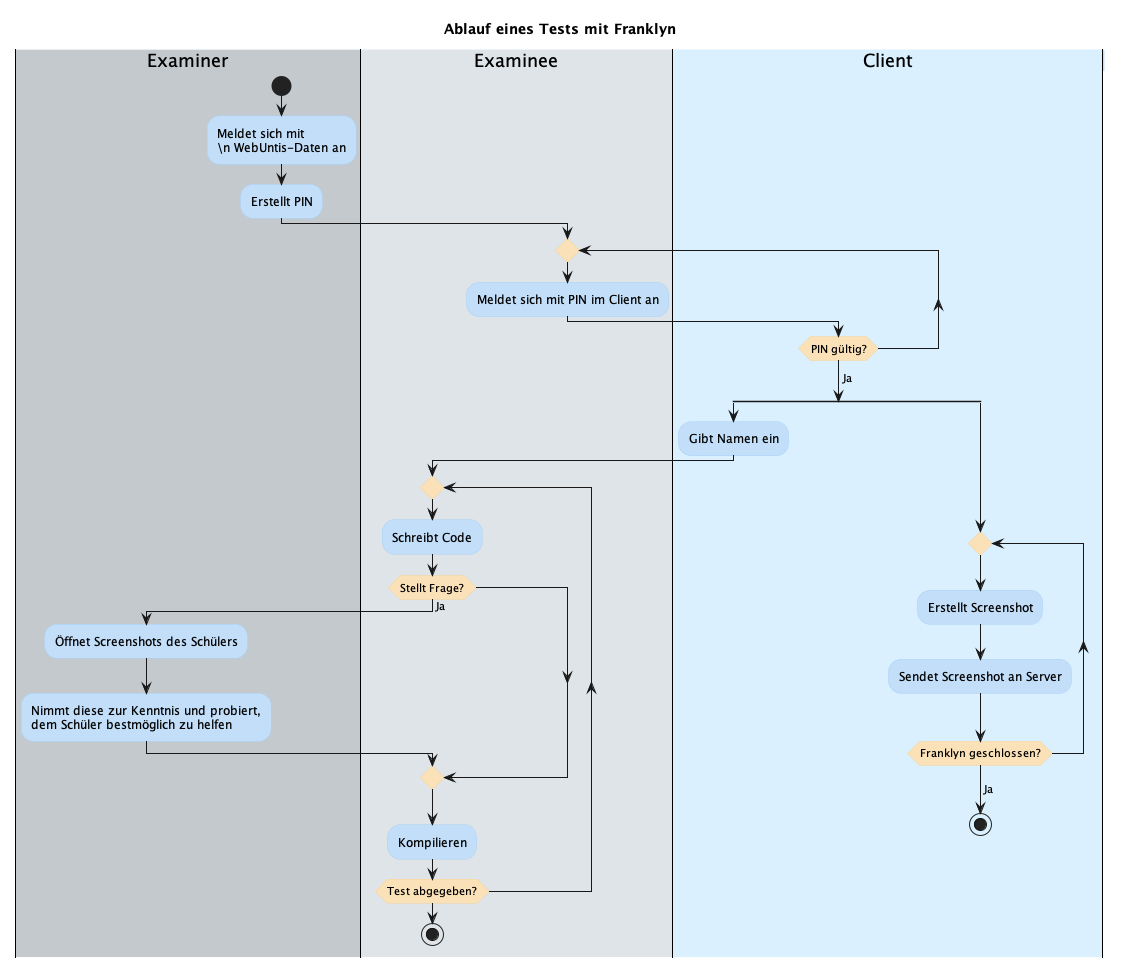 Ablauf eines Tests mit Franklyn
Examiner
Examinee
Client
Meldet sich mit
\n WebUntis-Daten an
Erstellt PIN
Meldet sich mit PIN im Client an
PIN gültig?
Ja
Gibt Namen ein
Schreibt Code
Stellt Frage?
Ja
Öffnet Screenshots des Schülers
Nimmt diese zur Kenntnis und probiert,
dem Schüler bestmöglich zu helfen
Kompilieren
Test abgegeben?
Erstellt Screenshot
Sendet Screenshot an Server
Franklyn geschlossen?
Ja